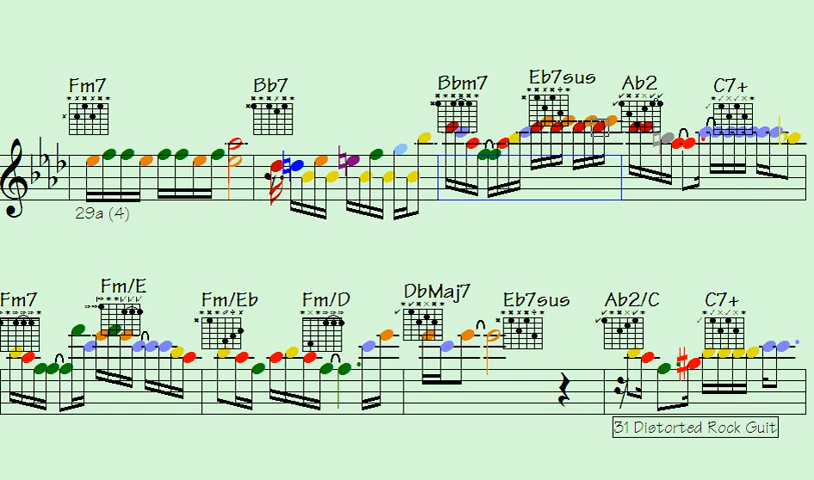 Fm7 Bb7 Bbm7 Eb7sus Ab2 C7+
29a (4)
Fm7 Fm/E Fm/Eb Fm/D DbMaj7 Eb7sus Ab2/C C7+
31 Distorted Rock Guit